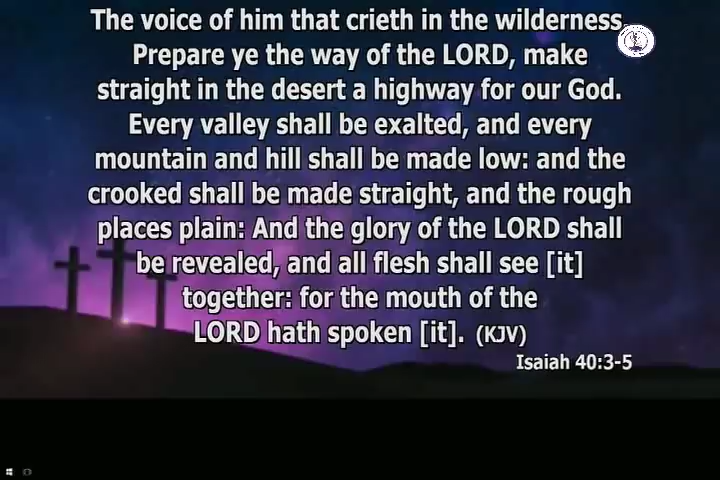 The voice of him that crieth in the wilderness,
Prepare ye the way of the LORD, make
straight in the desert a highway for our God.
Every valley shall be exalted, and every
mountain and hill shall be made low: and the
crooked shall be made straight, and the rough
places plain: And the glory of the LORD shall
be revealed, and all flesh shall see [it]
together: for the mouth of the
LORD hath spoken [it]. (KJV)
Isaiah 40:3-5